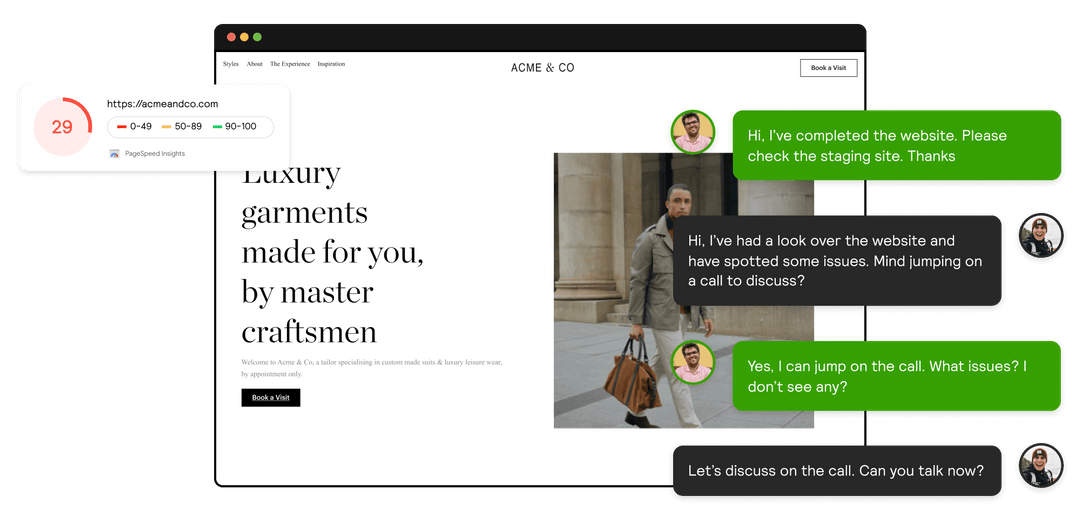 Styles About The Experience Inspiration
ACME & CO
Book a Visit
29
https://acmeandco.com
0-49 50-89 90-100
PageSpeed Insights
Luxury
garments
made for you,
by master
craftsmen
Welcome to Acme & Co, a tailor specialising in custom made suits & luxury leisure wear,
by appointment only.
Book a Visit
Hi, I've completed the website. Please
check the staging site. Thanks
Hi, I've had a look over the website and
have spotted some issues. Mind jumping on
a call to discuss?
Yes, I can jump on the call. What issues? I
don't see any?
Let's discuss on the call. Can you talk now?